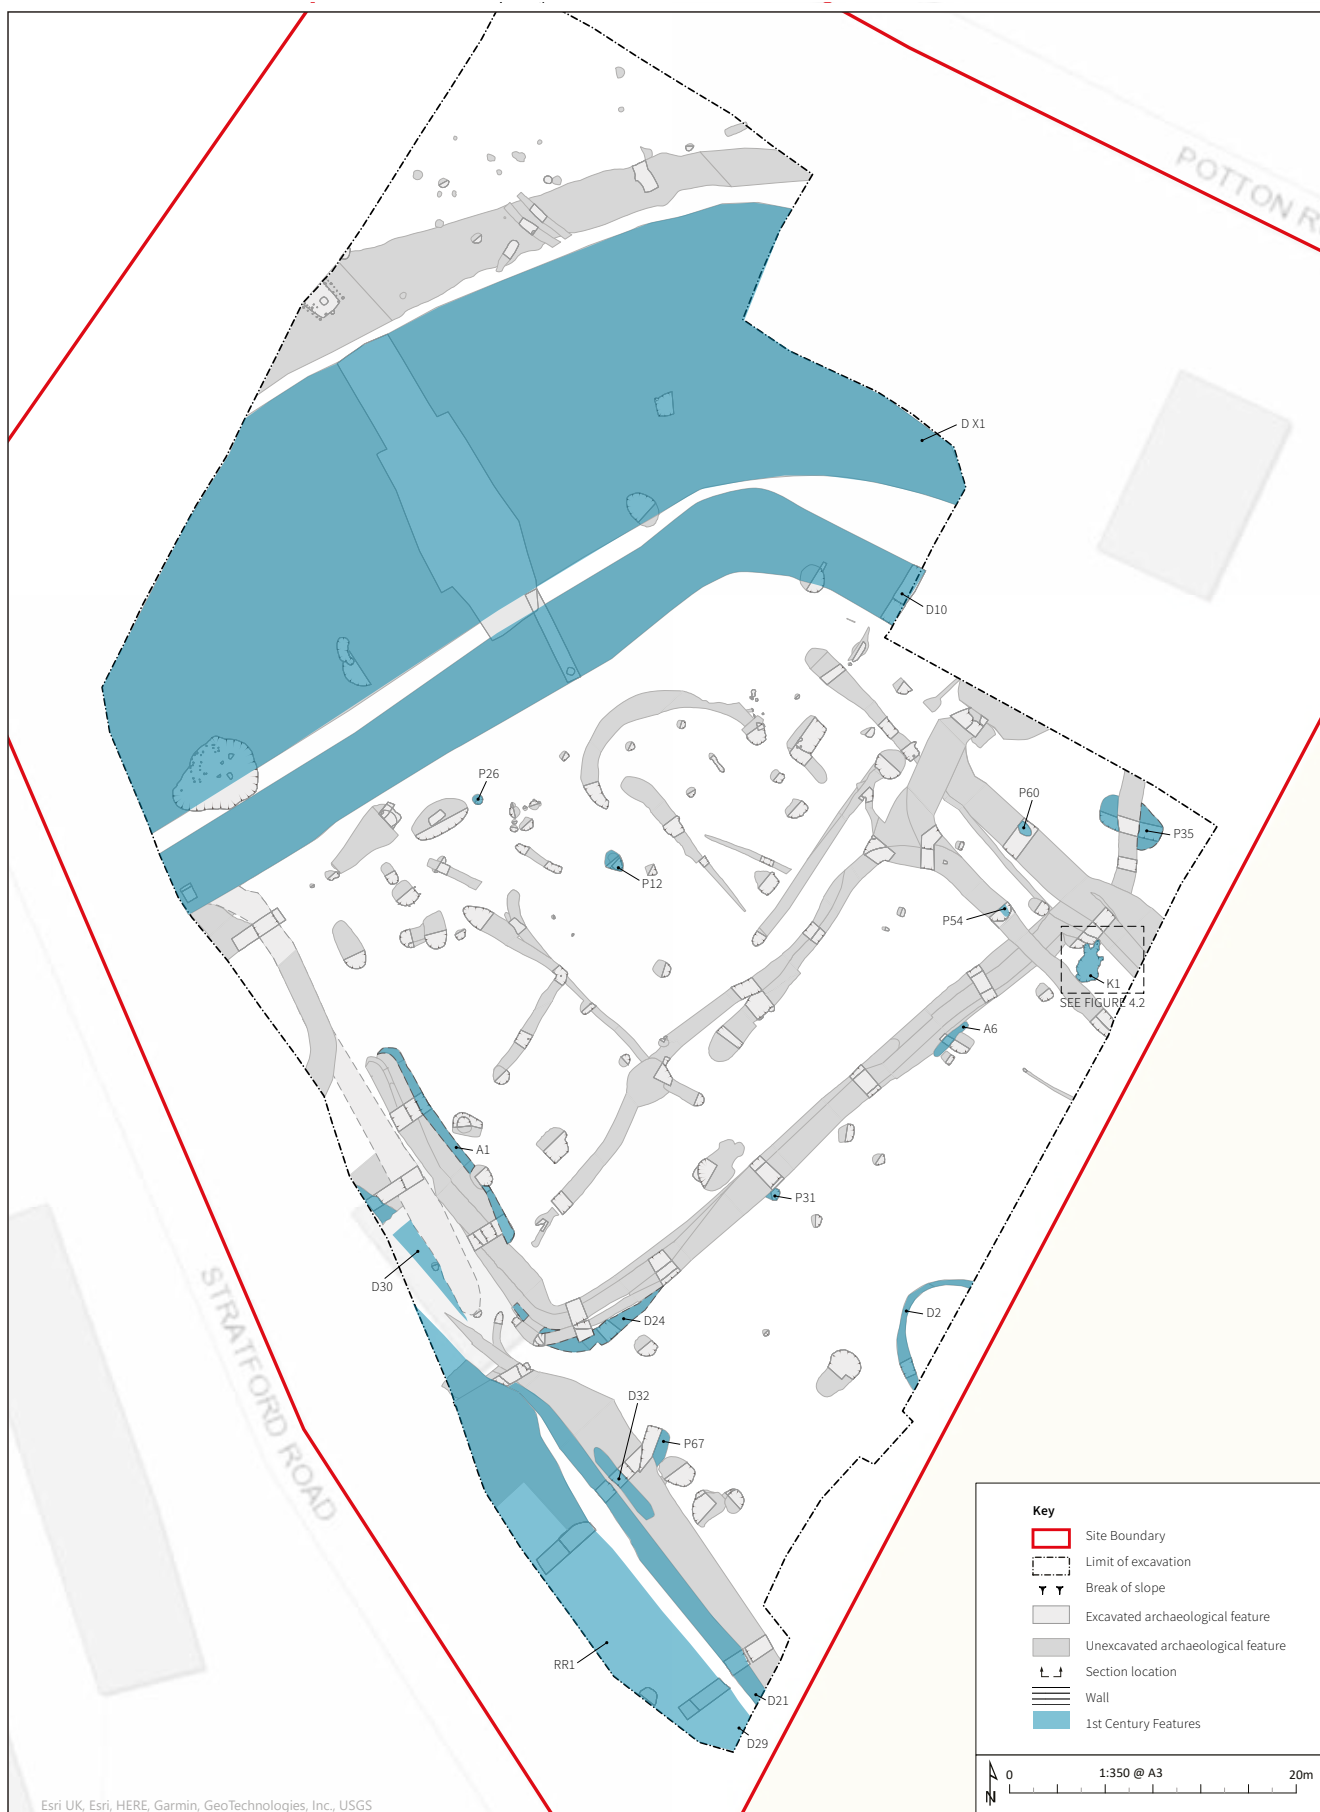 POTTON R
D X1
D10
P26
P60
P35
P12
P54
K1
SEE FIGURE 4.2
A6
A1
P31
D30
D2
D24
STRATFORD ROAD
D32
P67
RR1
D21
D29
Key
Site Boundary
Limit of excavation
Break of slope
Excavated archaeological feature
Unexcavated archaeological feature
Section location
Wall
1st Century Features
N
0 1:350 @ A3 20m
Esri UK, Esri, HERE, Garmin, GeoTechnologies, Inc., USGS